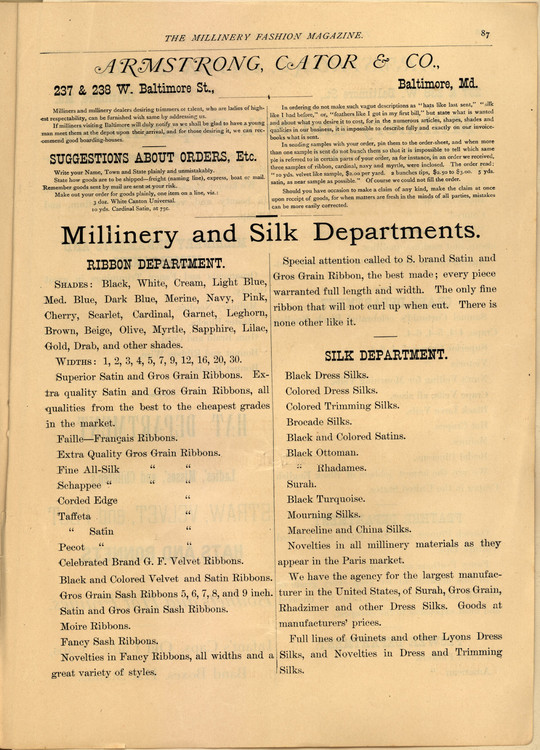 THE MILLINERY FASHION MAGAZINE. 87
ARMSTRONG, CATOR & CO.,
237 & 238 W. Baltimore St., Baltimore, Md.
Milliners and millinery dealers desiring trimmers of talent, who are ladies of high-
est respectability, can be furnished with same by addressing us.
If milliners visiting Baltimore will duly notify us we shall be glad to have a young
man meet them at the depot upon their arrival, and for those desiring it, we can rec-
ommend good boarding-houses.
SUGGESTIONS ABOUT ORDERS, Etc.
Write your Name, Town and State plainly and unmistakably.
State how goods are to be shipped—freight (naming line), express, boat or mail.
Remember goods sent by mail are sent at your risk.
Make out your order for goods plainly, one item on a line, viz.:
3 doz. White Canton Universal.
10 yds. Cardinal Satin, at 75c.
In ordering do not make such vague descriptions as "hats like last sent," "silk
like I had before," or, "feathers like I got in my first bill," but state what is wanted
and about what you desire it to cost, for in the numerous articles, shapes, shades and
qualities in our business, it is impossible to describe fully and exactly on our invoice-
books what is sent.
In sending samples with your order, pin them to the order-sheet, and when more
than one sample is sent do not bunch them so that it is impossible to tell which same
pie is referred to in certain parts of your order, as for instance, in an order we received,
three samples of ribbon, cardinal, navy and myrtle, were inclosed. The order read:
"10 yds. velvet like sample, $2.00 per yard. 2 bunches tips, $2.50 to $3.00. 5 yds.
satin, as near sample as possible." Of course we could not fill the order.
Should you have occasion to make a claim of any kind, make the claim at once
upon receipt of goods, for when matters are fresh in the minds of all parties, mistakes
can be more easily corrected.
Millinery and Silk Departments.
RIBBON DEPARTMENT.
SHADES: Black, White, Cream, Light Blue,
Med. Blue, Dark Blue, Merine, Navy, Pink,
Cherry, Scarlet, Cardinal, Garnet, Leghorn,
Brown, Beige, Olive, Myrtle, Sapphire, Lilac,
Gold, Drab, and other shades.
WIDTHS: 1, 2, 3, 4, 5, 7, 9, 12, 16, 20, 30.
Superior Satin and Gros Grain Ribbons. Ex-
tra quality Satin and Gros Grain Ribbons, all
qualities from the best to the cheapest grades
in the market.
Faille—Français Ribbons.
Extra Quality Gros Grain Ribbons.
Fine All-Silk " "
Schappee " "
Corded Edge "
Taffeta "
" Satin "
Pecot " "
Celebrated Brand G. F. Velvet Ribbons.
Black and Colored Velvet and Satin Ribbons.
Gros Grain Sash Ribbons 5, 6, 7, 8, and 9 inch.
Satin and Gros Grain Sash Ribbons.
Moire Ribbons.
Fancy Sash Ribbons.
Novelties in Fancy Ribbons, all widths and a
great variety of styles.
Special attention called to S. brand Satin and
Gros Grain Ribbon, the best made; every piece
warranted full length and width. The only fine
ribbon that will not curl up when cut. There is
none other like it.
SILK DEPARTMENT.
Black Dress Silks.
Colored Dress Silks.
Colored Trimming Silks.
Brocade Silks.
Black and Colored Satins.
Black Ottoman.
" Rhadames.
Surah.
Black Turquoise.
Mourning Silks.
Marceline and China Silks.
Novelties in all millinery materials as they
appear in the Paris market.
We have the agency for the largest manufac-
turer in the United States, of Surah, Gros Grain,
Rhadzimer and other Dress Silks. Goods at
manufacturers' prices.
Full lines of Guinets and other Lyons Dress
Silks, and Novelties in Dress and Trimming
Silks.